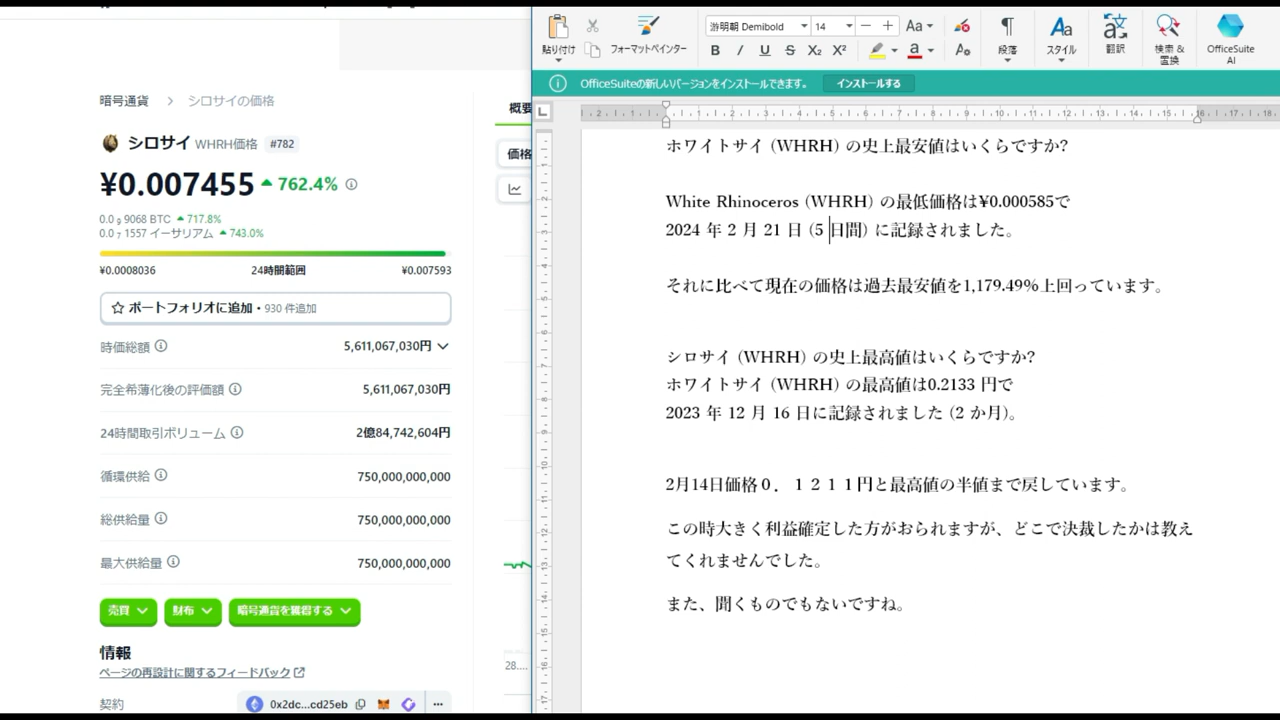 暗号通貨 > シロサイの価格
シロサイ WHRH価格 #782
¥0.007455 762.4%
0.0₉9068 BTC 717.8%
0.0₇1557 イーサリアム 743.0%
¥0.0008036 24時間範囲 ¥0.007593
ポートフォリオに追加・930 件追加
時価総額 5,611,067,030円
完全希薄化後の評価額 5,611,067,030円
24時間取引ボリューム 2億84,742,604円
循環供給 750,000,000,000
総供給量 750,000,000,000
最大供給量 750,000,000,000
売買 財布 暗号通貨を獲得する
情報
ページの再設計に関するフィードバック
契約 0x2dc...cd25eb
概要
価格
28....
貼り付け フォーマットペインター 游明朝 Demibold 14 Aa 段落 スタイル 翻訳 検索 & 置換 OfficeSuite AI
B I U S X₂ X²
OfficeSuiteの新しいバージョンをインストールできます。 インストールする
ホワイトサイ (WHRH) の史上最安値はいくらですか?
White Rhinoceros (WHRH) の最低価格は¥0.000585で
2024 年 2 月 21 日 (5 日間) に記録されました。
それに比べて現在の価格は過去最安値を1,179.49%上回っています。
シロサイ (WHRH) の史上最高値はいくらですか?
ホワイトサイ (WHRH) の最高値は0.2133 円で
2023 年 12 月 16 日に記録されました (2 か月)。
2月14日価格０．１２１１円と最高値の半値まで戻しています。
この時大きく利益確定した方がおられますが、どこで決裁したかは教え
てくれませんでした。
また、聞くものでもないですね。